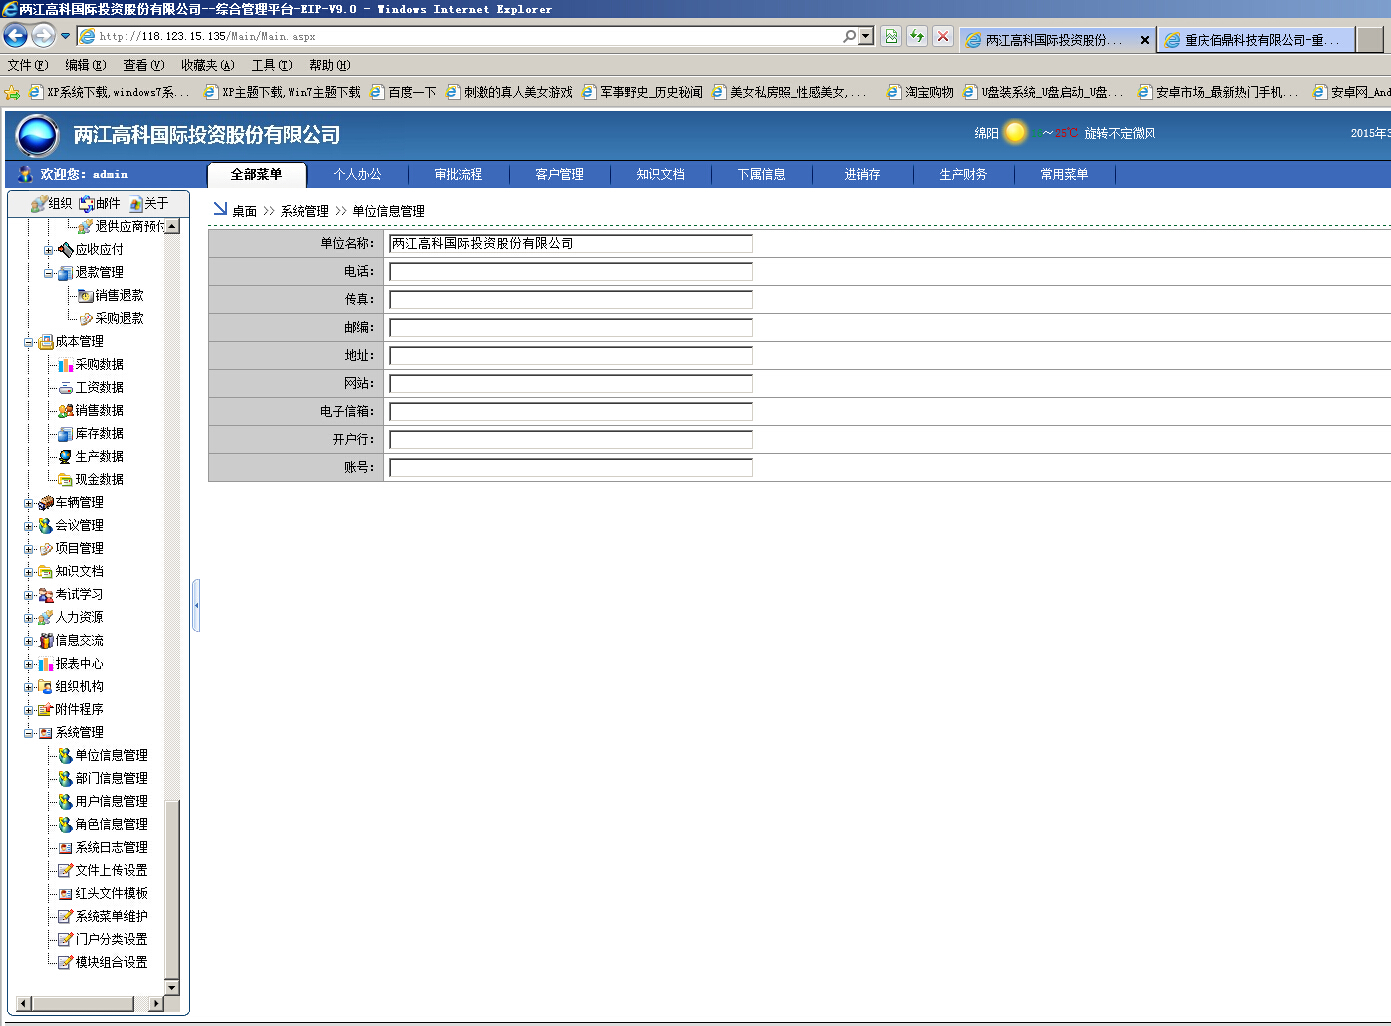 两江高科国际投资股份有限公司--综合管理平台-EIP-V9.0 - Windows Internet Explorer
http://118.123.15.135/Main/Main.aspx
两江高科国际投资股份...
重庆佰鼎科技有限公司-重...
文件(F) 编辑(E) 查看(V) 收藏夹(A) 工具(T) 帮助(H)
XP系统下载,windows7系... XP主题下载,Win7主题下载 百度一下 刺激的真人美女游戏 军事野史_历史秘闻 美女私房照_性感美女,... 淘宝购物 U盘装系统_U盘启动_U盘... 安卓市场_最新热门手机... 安卓网_And
两江高科国际投资股份有限公司
绵阳 ～25℃ 旋转不定微风 2015年3
欢迎您：admin
全部菜单 个人办公 审批流程 客户管理 知识文档 下属信息 进销存 生产财务 常用菜单
组织 邮件 关于
退供应商预付
应收应付
退款管理
销售退款
采购退款
成本管理
采购数据
工资数据
销售数据
库存数据
生产数据
现金数据
车辆管理
会议管理
项目管理
知识文档
考试学习
人力资源
信息交流
报表中心
组织机构
附件程序
系统管理
单位信息管理
部门信息管理
用户信息管理
角色信息管理
系统日志管理
文件上传设置
红头文件模板
系统菜单维护
门户分类设置
模块组合设置
桌面 >> 系统管理 >> 单位信息管理
单位名称： 两江高科国际投资股份有限公司
电话：
传真：
邮编：
地址：
网站：
电子信箱：
开户行：
账号：